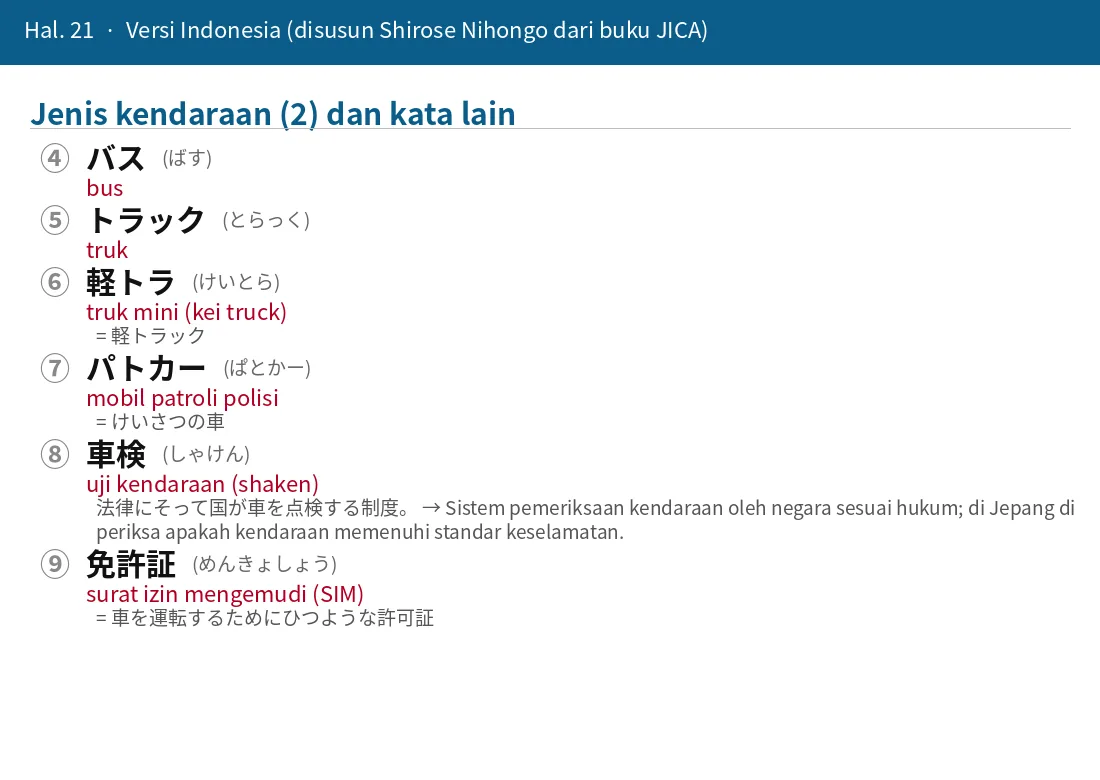 Hal. 21 · Versi Indonesia (disusun Shirose Nihongo dari buku JICA)
Jenis kendaraan (2) dan kata lain
④ バス (ばす)
bus
⑤ トラック (とらっく)
truk
⑥ 軽トラ (けいとら)
truk mini (kei truck)
= 軽トラック
⑦ パトカー (ぱとかー)
mobil patroli polisi
= けいさつの車
⑧ 車検 (しゃけん)
uji kendaraan (shaken)
法律にそって国が車を点検する制度。 → Sistem pemeriksaan kendaraan oleh negara sesuai hukum; di Jepang di
periksa apakah kendaraan memenuhi standar keselamatan.
⑨ 免許証 (めんきょしょう)
surat izin mengemudi (SIM)
= 車を運転するためにひつような許可証